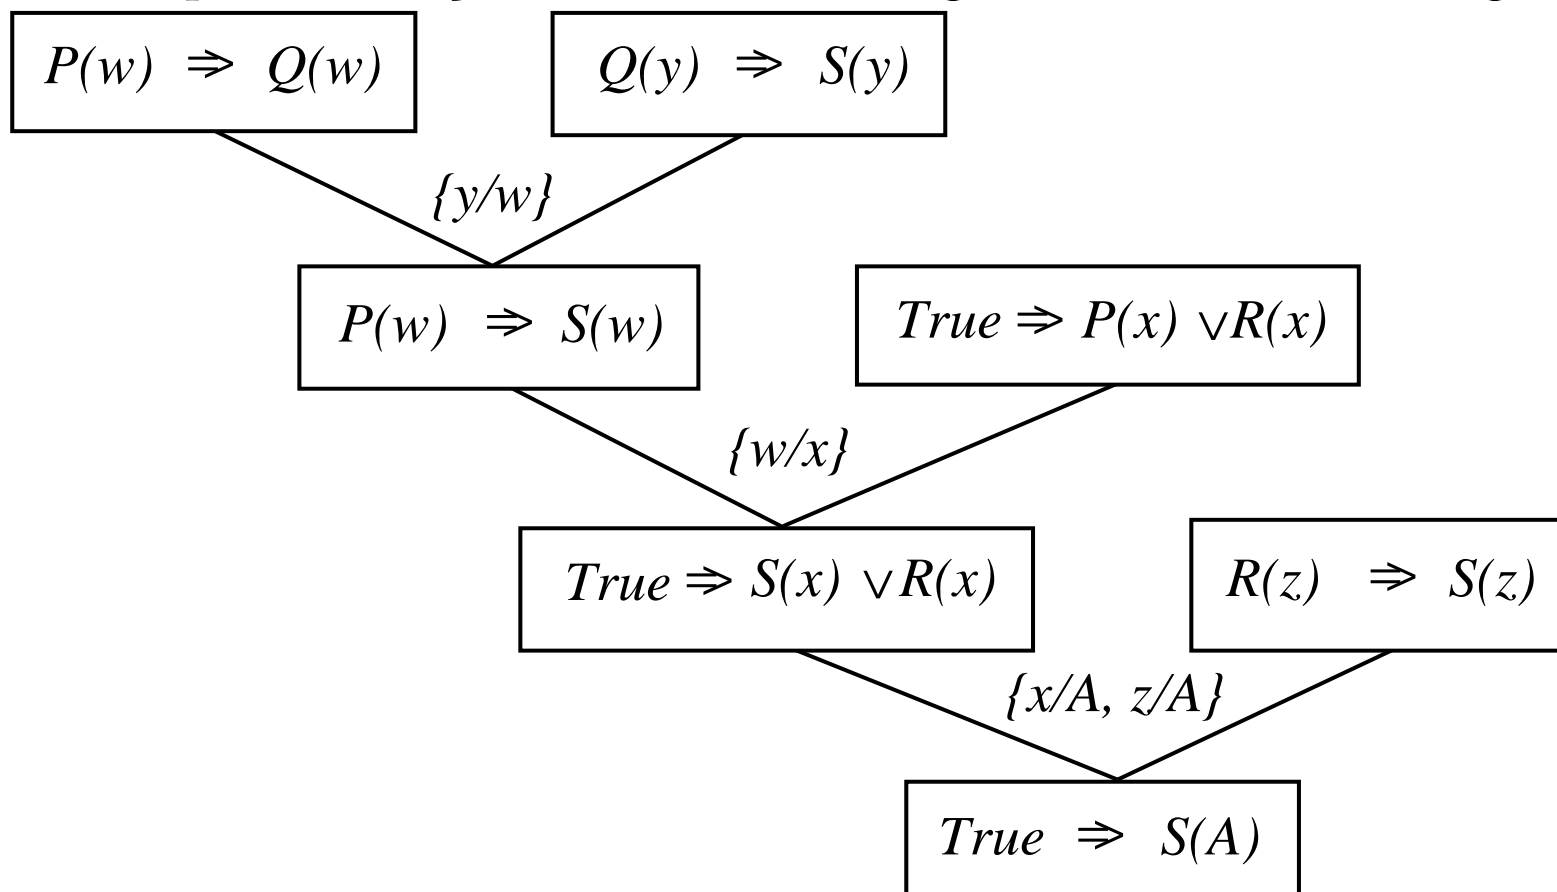 P(w) ⇒ Q(w)
Q(y) ⇒ S(y)
{y/w}
P(w) ⇒ S(w)
True ⇒ P(x) ∨R(x)
{w/x}
True ⇒ S(x) ∨R(x)
R(z) ⇒ S(z)
{x/A, z/A}
True ⇒ S(A)